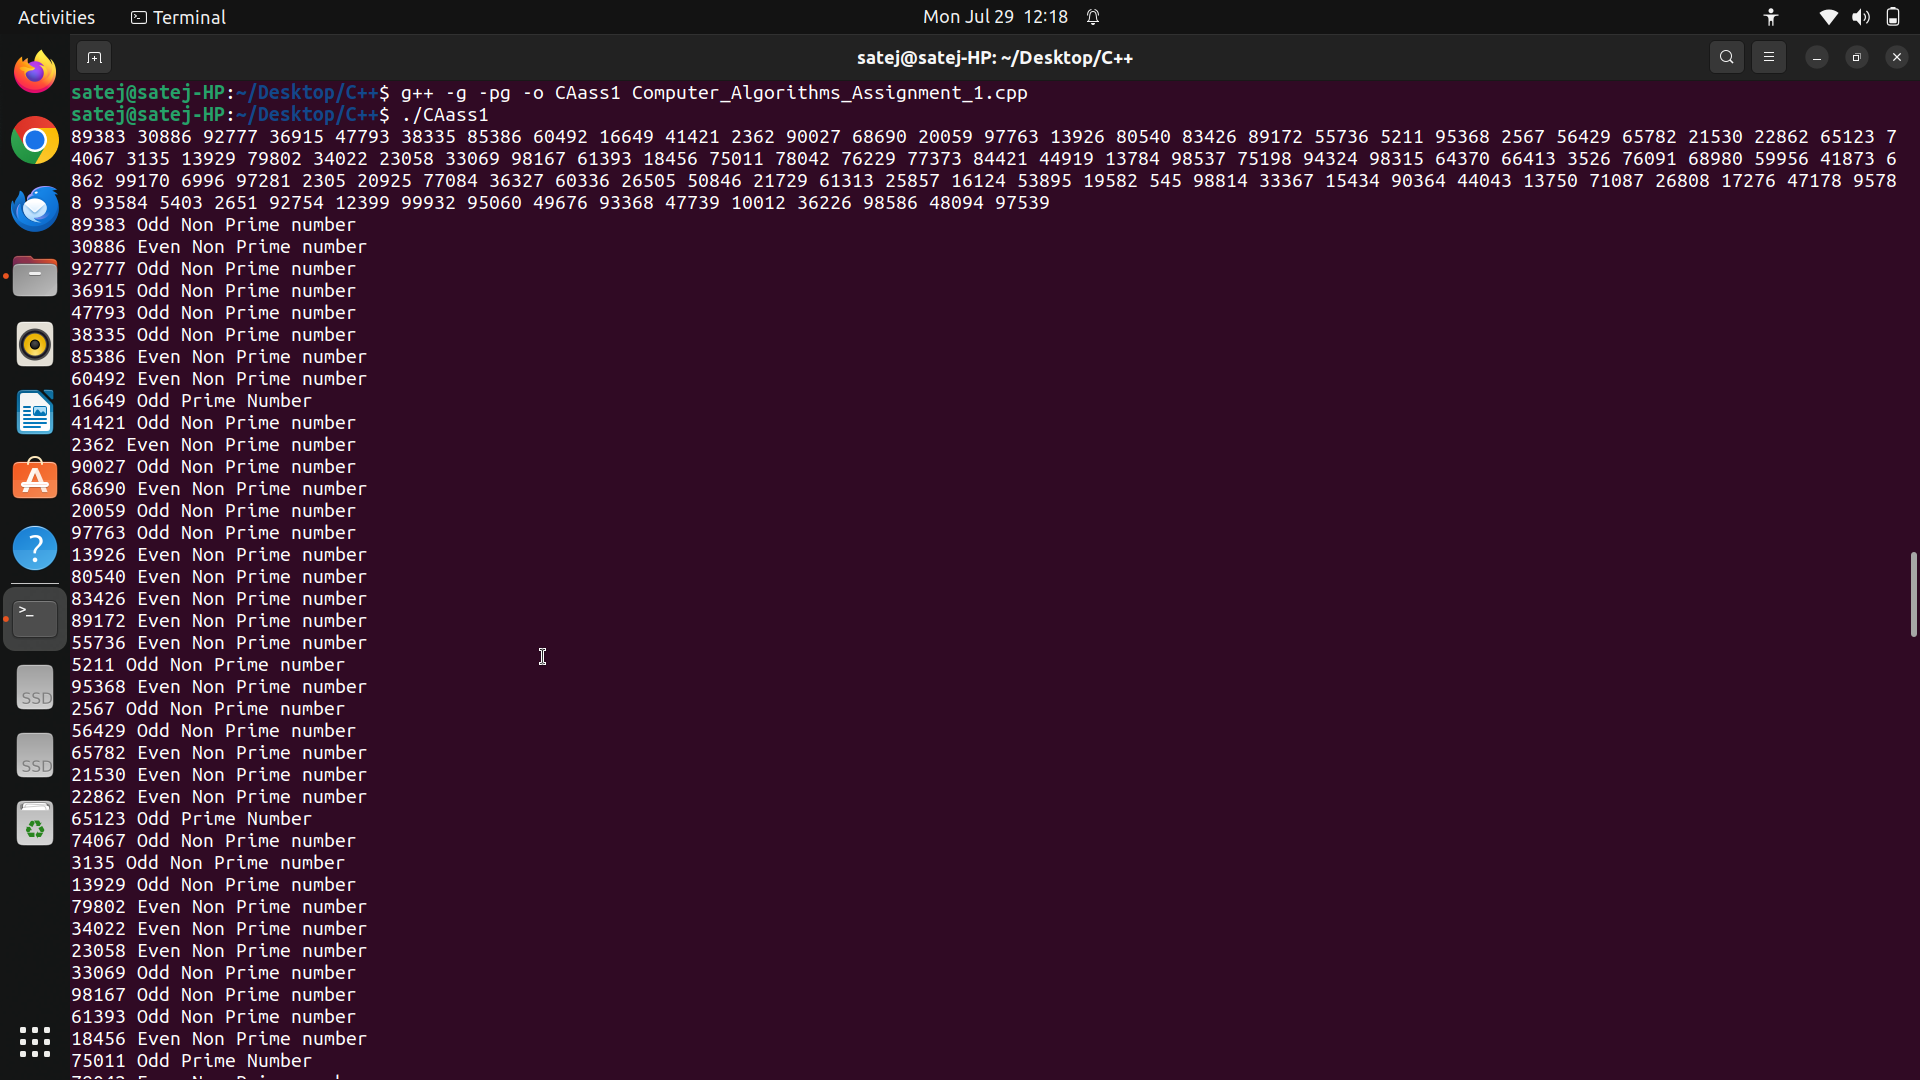 Activities Terminal Mon Jul 29 12:18
satej@satej-HP: ~/Desktop/C++
satej@satej-HP:~/Desktop/C++$ g++ -g -pg -o CAass1 Computer_Algorithms_Assignment_1.cpp
satej@satej-HP:~/Desktop/C++$ ./CAass1
89383 30886 92777 36915 47793 38335 85386 60492 16649 41421 2362 90027 68690 20059 97763 13926 80540 83426 89172 55736 5211 95368 2567 56429 65782 21530 22862 65123 7
4067 3135 13929 79802 34022 23058 33069 98167 61393 18456 75011 78042 76229 77373 84421 44919 13784 98537 75198 94324 98315 64370 66413 3526 76091 68980 59956 41873 6
862 99170 6996 97281 2305 20925 77084 36327 60336 26505 50846 21729 61313 25857 16124 53895 19582 545 98814 33367 15434 90364 44043 13750 71087 26808 17276 47178 9578
8 93584 5403 2651 92754 12399 99932 95060 49676 93368 47739 10012 36226 98586 48094 97539
89383 Odd Non Prime number
30886 Even Non Prime number
92777 Odd Non Prime number
36915 Odd Non Prime number
47793 Odd Non Prime number
38335 Odd Non Prime number
85386 Even Non Prime number
60492 Even Non Prime number
16649 Odd Prime Number
41421 Odd Non Prime number
2362 Even Non Prime number
90027 Odd Non Prime number
68690 Even Non Prime number
20059 Odd Non Prime number
97763 Odd Non Prime number
13926 Even Non Prime number
80540 Even Non Prime number
83426 Even Non Prime number
89172 Even Non Prime number
55736 Even Non Prime number
5211 Odd Non Prime number
95368 Even Non Prime number
2567 Odd Non Prime number
56429 Odd Non Prime number
65782 Even Non Prime number
21530 Even Non Prime number
22862 Even Non Prime number
65123 Odd Prime Number
74067 Odd Non Prime number
3135 Odd Non Prime number
13929 Odd Non Prime number
79802 Even Non Prime number
34022 Even Non Prime number
23058 Even Non Prime number
33069 Odd Non Prime number
98167 Odd Non Prime number
61393 Odd Non Prime number
18456 Even Non Prime number
75011 Odd Prime Number
SSD
SSD